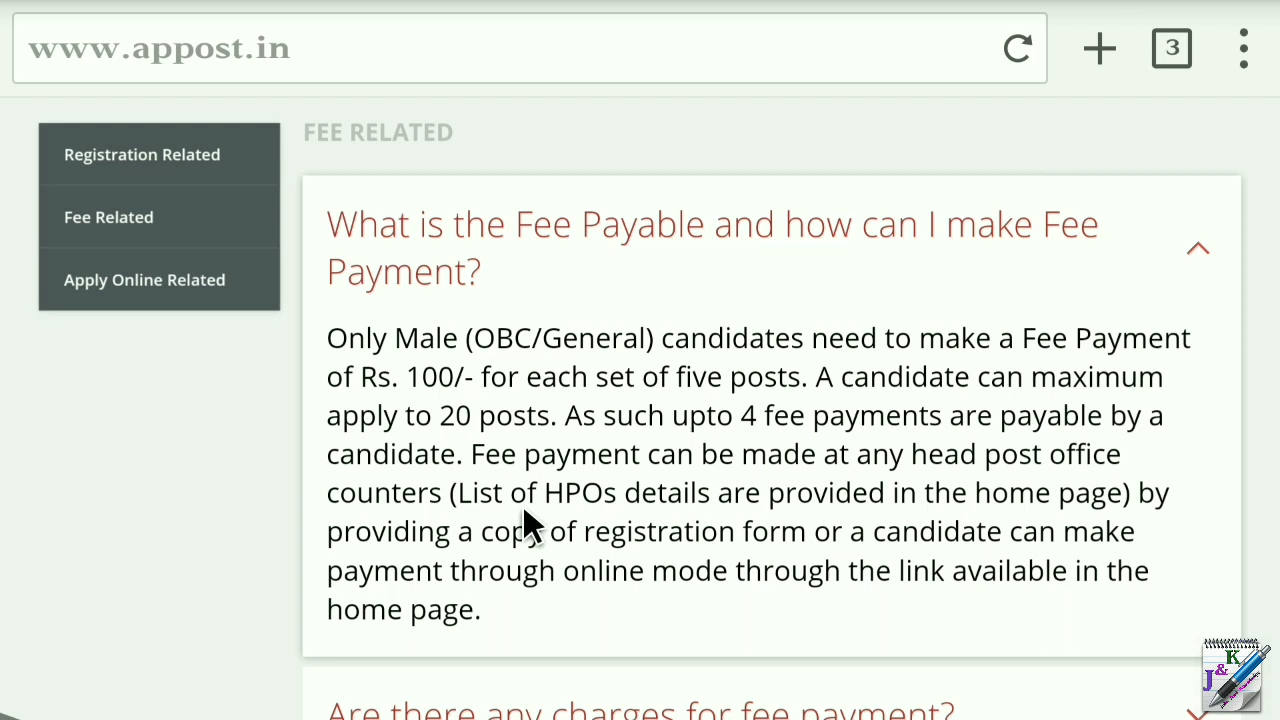 www.appost.in
3
Registration Related
Fee Related
Apply Online Related
FEE RELATED
What is the Fee Payable and how can I make Fee
Payment?
Only Male (OBC/General) candidates need to make a Fee Payment
of Rs. 100/- for each set of five posts. A candidate can maximum
apply to 20 posts. As such upto 4 fee payments are payable by a
candidate. Fee payment can be made at any head post office
counters (List of HPOs details are provided in the home page) by
providing a copy of registration form or a candidate can make
payment through online mode through the link available in the
home page.
Are there any charges for fee payment?
J&K